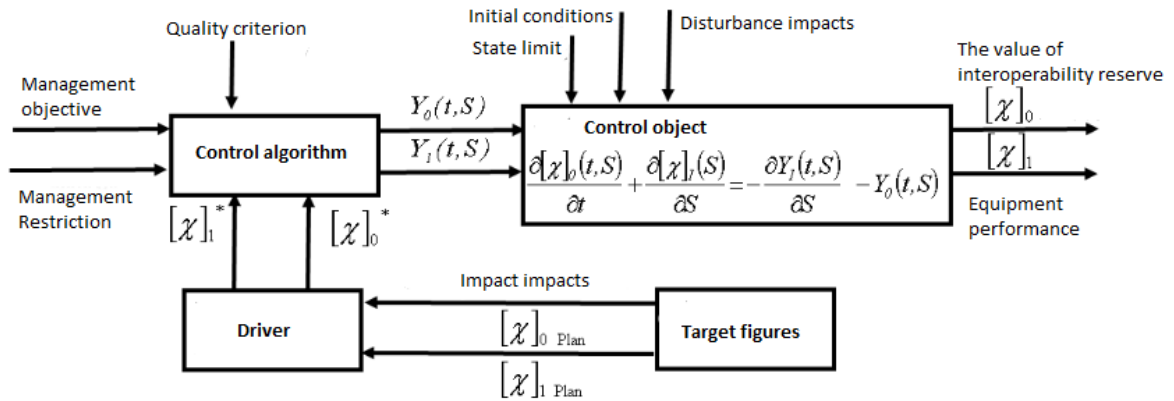 Initial conditions
Quality criterion
Disturbance impacts
State limit
The value of
interoperability reserve
Management
objective
Y₀(t,S)
[χ]₀
Control object
Control algorithm
Y₁(t,S)
[χ]₁
∂[χ]₀(t,S)/∂t + ∂[χ]₁(S)/∂S = − ∂Y₁(t,S)/∂S − Y₀(t,S)
Management
Restriction
[χ]₁*
[χ]₀*
Equipment
performance
Impact impacts
Driver
[χ]₀ Plan
Target figures
[χ]₁ Plan